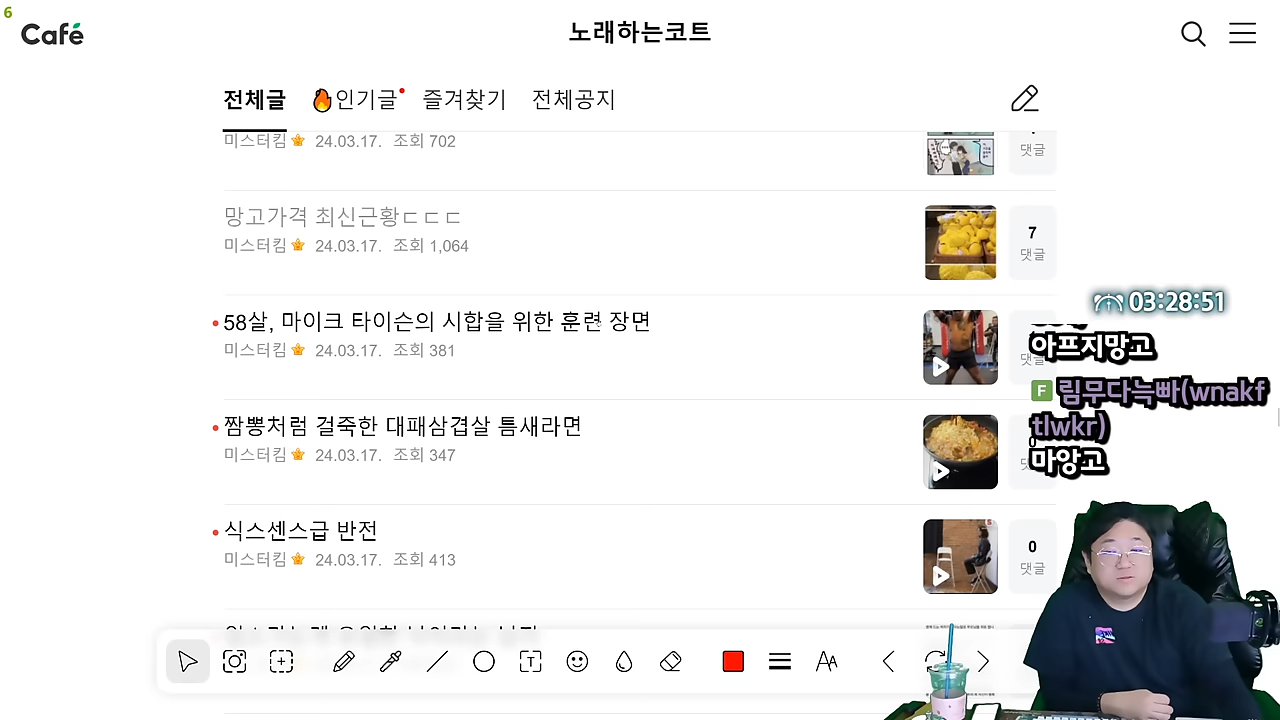 6
Café
노래하는코트
전체글
🔥인기글
즐겨찾기
전체공지
미스터킴 24.03.17. 조회 702
댓글
망고가격 최신근황ㄷㄷㄷ
미스터킴 24.03.17. 조회 1,064
7
댓글
58살, 마이크 타이슨의 시합을 위한 훈련 장면
미스터킴 24.03.17. 조회 381
댓글
짬뽕처럼 걸죽한 대패삼겹살 틈새라면
미스터킴 24.03.17. 조회 347
0
식스센스급 반전
미스터킴 24.03.17. 조회 413
0
댓글
03:28:51
아프지망고
F 림무다늑빠(wnakf
tlwkr)
마앙고
T
AA